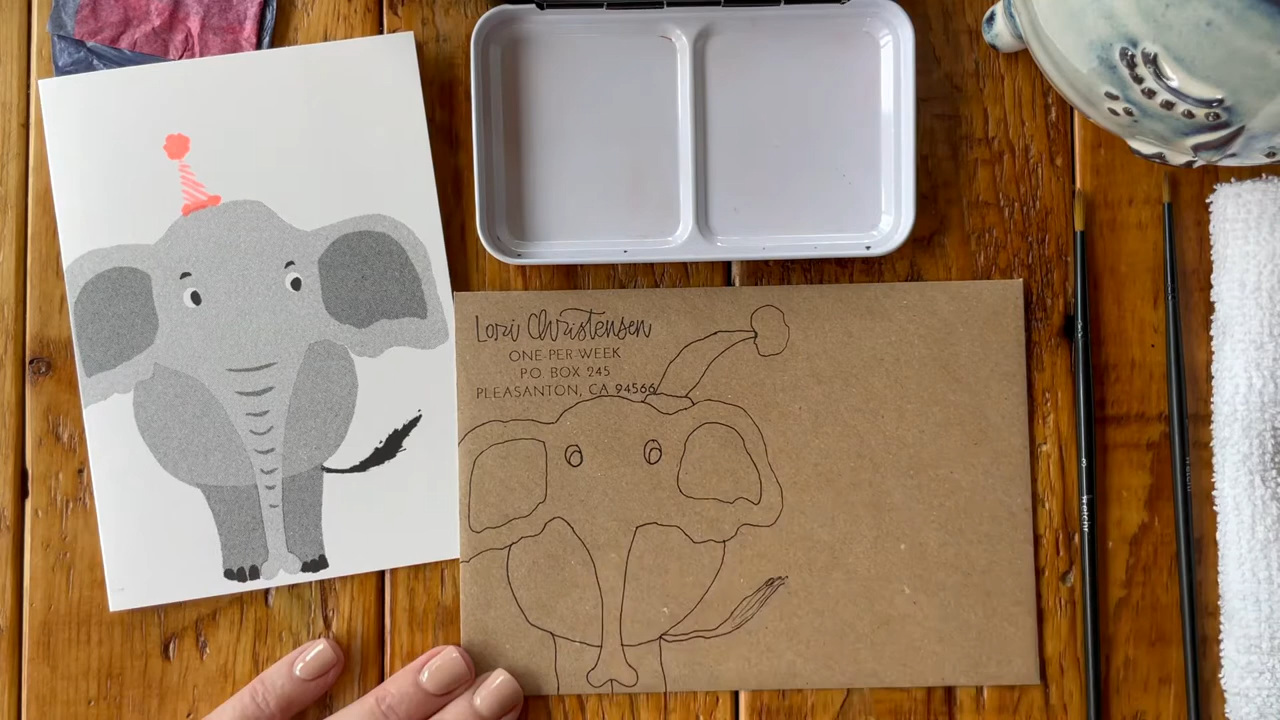 Lori Christensen
ONE PER WEEK
P.O. BOX 245
PLEASANTON, CA 94566